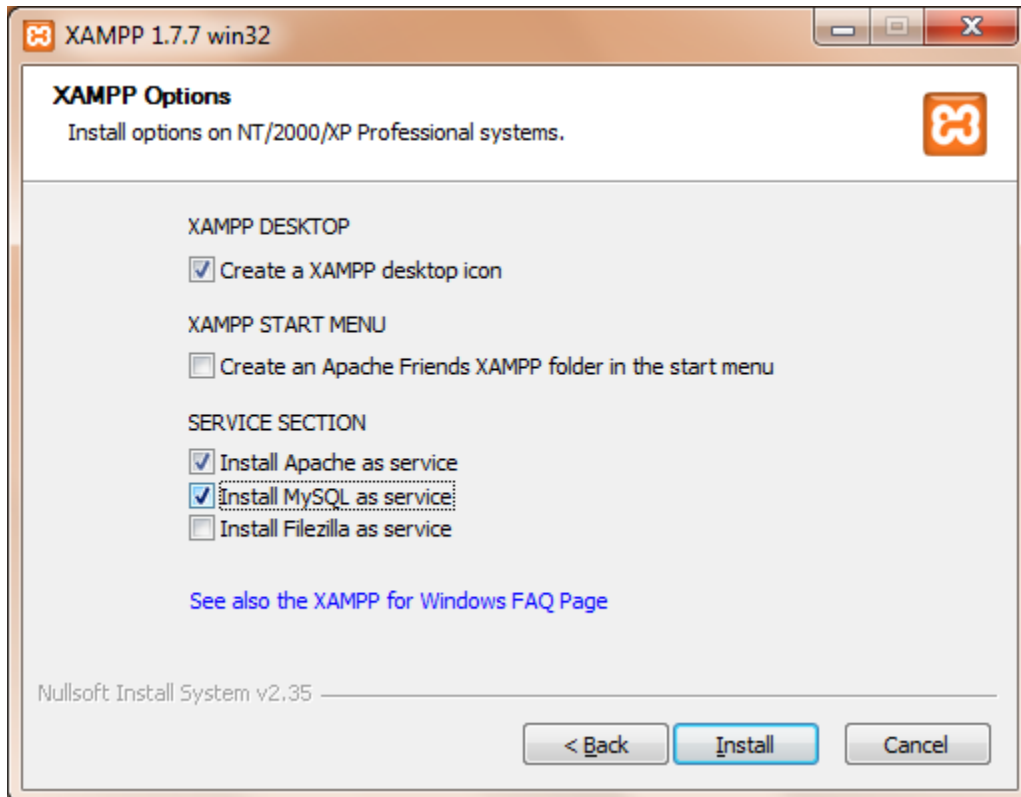 XAMPP 1.7.7 win32
XAMPP Options
Install options on NT/2000/XP Professional systems.
XAMPP DESKTOP
Create a XAMPP desktop icon
XAMPP START MENU
Create an Apache Friends XAMPP folder in the start menu
SERVICE SECTION
Install Apache as service
Install MySQL as service
Install Filezilla as service
See also the XAMPP for Windows FAQ Page
Nullsoft Install System v2.35
< Back
Install
Cancel